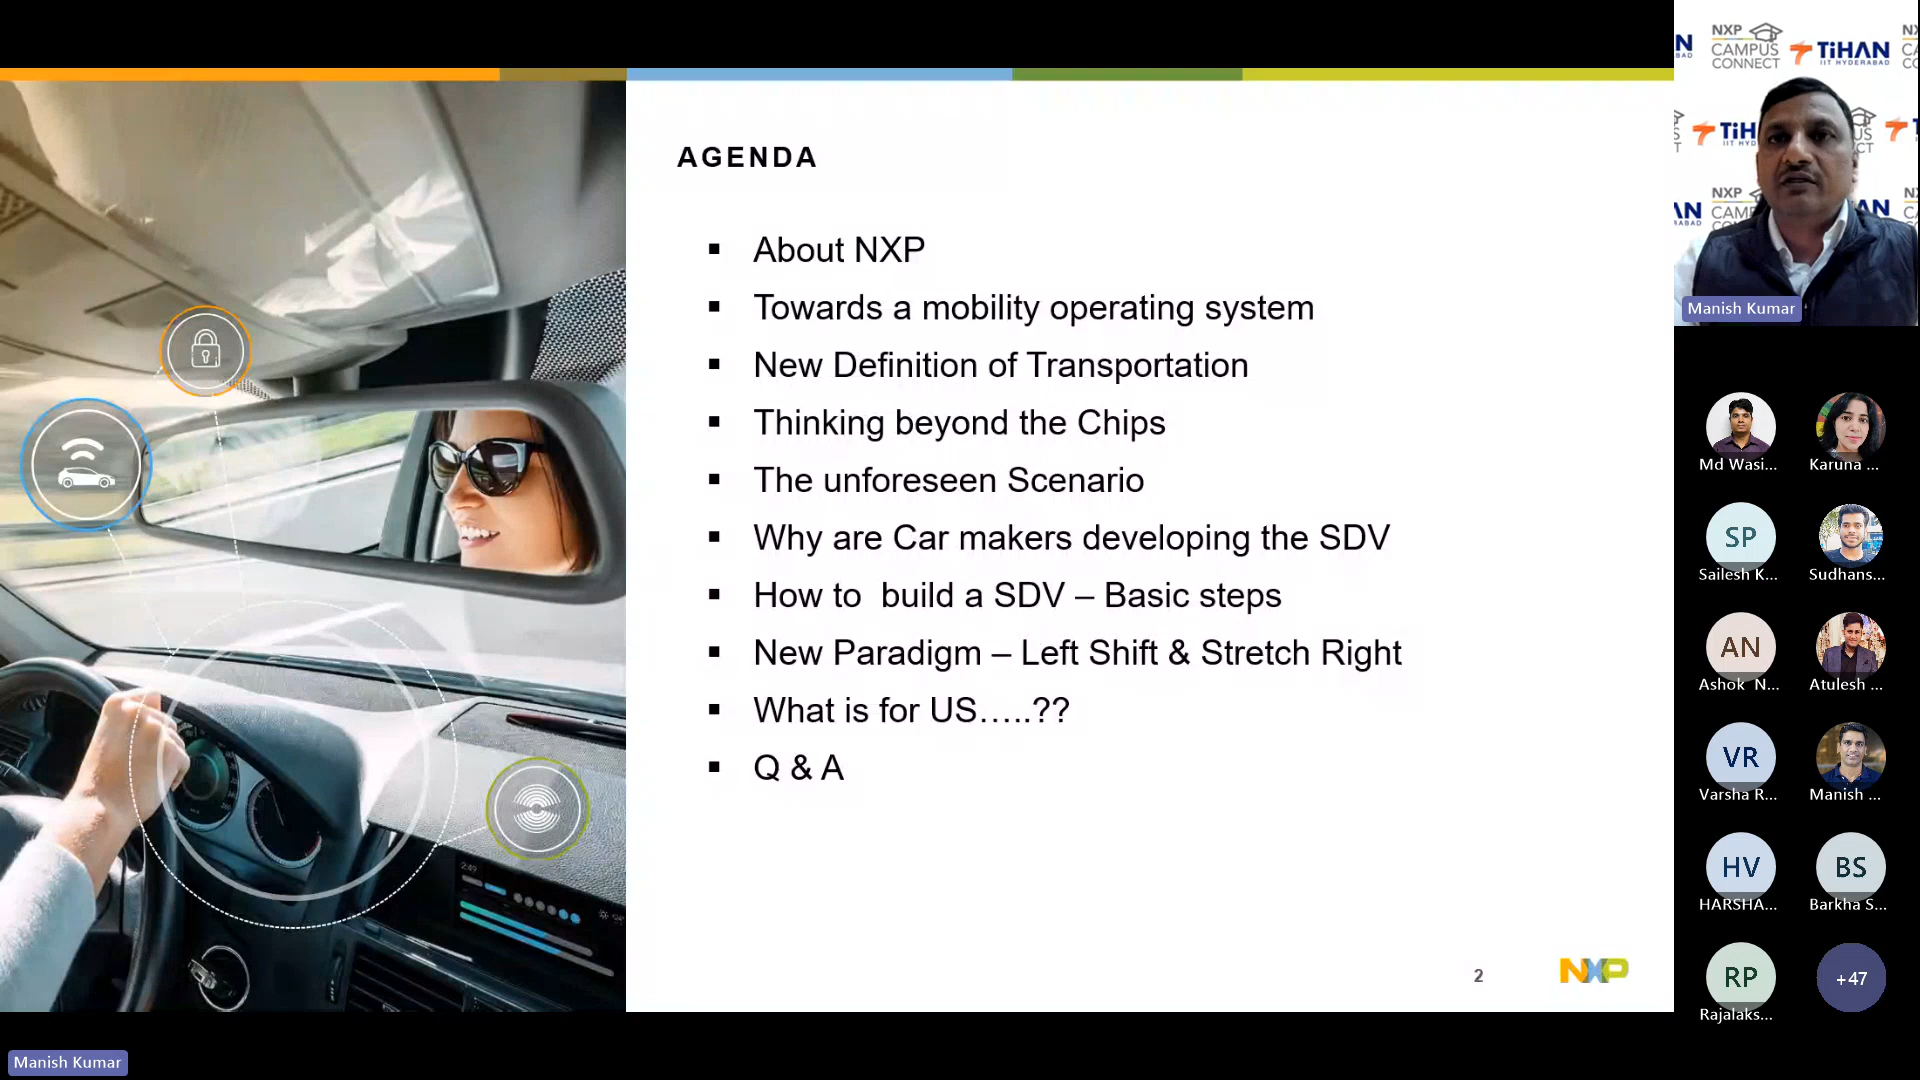 AGENDA
About NXP
Towards a mobility operating system
New Definition of Transportation
Thinking beyond the Chips
The unforeseen Scenario
Why are Car makers developing the SDV
How to  build a SDV – Basic steps
New Paradigm – Left Shift & Stretch Right
What is for US…..??
Q & A
2
NXP
2:49
NXP
CAMPUS
CONNECT
TiHAN
IIT HYDERABAD
Manish Kumar
Md Wasi...
Karuna ...
SP
Sailesh K...
Sudhans...
AN
Ashok N...
Atulesh ...
VR
Varsha R...
Manish ...
HV
HARSHA...
BS
Barkha S...
RP
Rajalaks...
+47
Manish Kumar